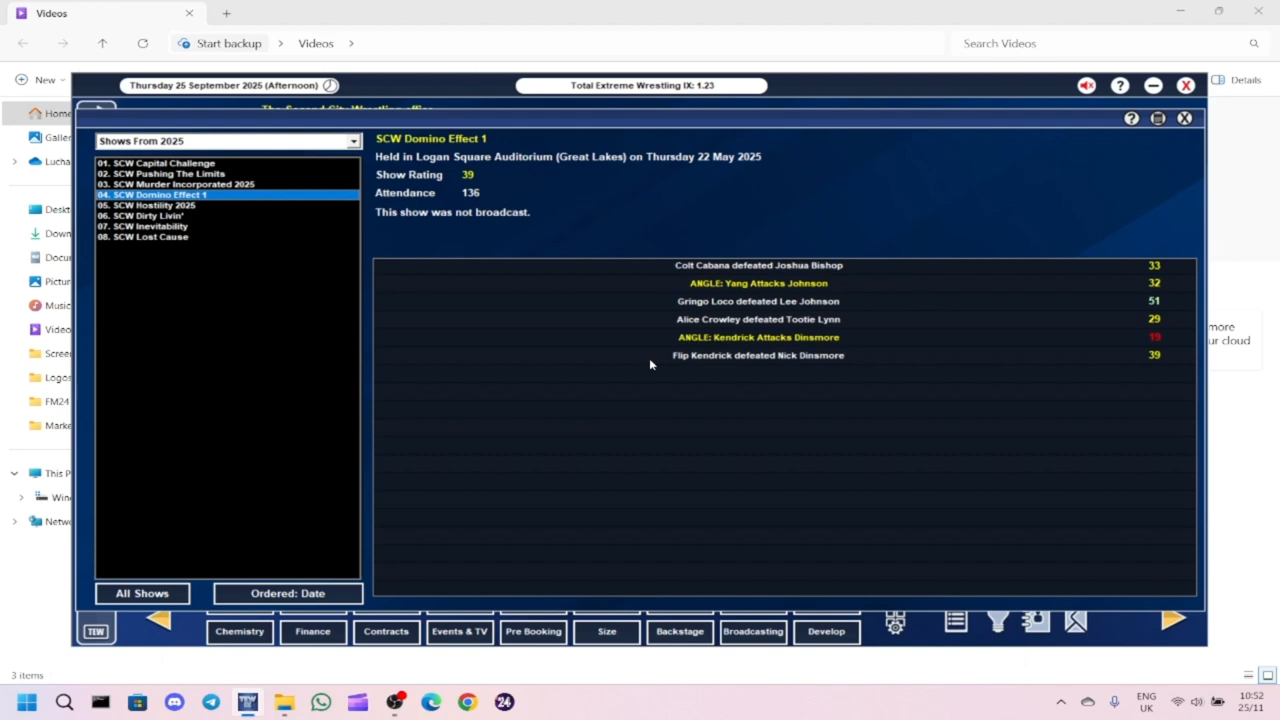 Videos
Start backup
Videos
Search Videos
New
Details
Thursday 25 September 2025 (Afternoon)
Total Extreme Wrestling IX: 1.23
Home
Shows From 2025
SCW Domino Effect 1
Held in Logan Square Auditorium (Great Lakes) on Thursday 22 May 2025
Show Rating 39
Attendance 136
This show was not broadcast.
01. SCW Capital Challenge
02. SCW Pushing The Limits
03. SCW Murder Incorporated 2025
04. SCW Domino Effect 1
05. SCW Hostility 2025
06. SCW Dirty Livin'
07. SCW Inevitability
08. SCW Lost Cause
Colt Cabana defeated Joshua Bishop 33
ANGLE: Yang Attacks Johnson 32
Gringo Loco defeated Lee Johnson 51
Alice Crowley defeated Tootie Lynn 29
ANGLE: Kendrick Attacks Dinsmore 19
Flip Kendrick defeated Nick Dinsmore 39
Galler
Lucha
Deskt
Down
Docur
Pictur
Music
Video
Screer
Logos
FM24
Marke
This P
Wind
Netwo
more
ur cloud
All Shows
Ordered: Date
TEW
Chemistry
Finance
Contracts
Events & TV
Pre Booking
Size
Backstage
Broadcasting
Develop
3 items
24
ENG
UK
10:52
25/11